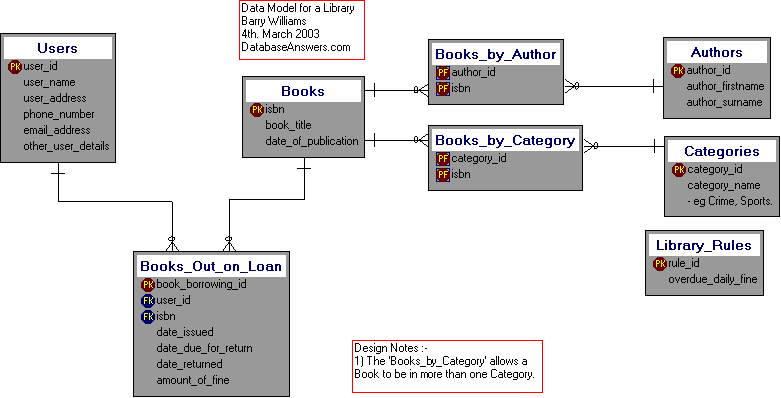 Data Model for a Library
Barry Williams
4th. March 2003
DatabaseAnswers.com
Users
PK user_id
user_name
user_address
phone_number
email_address
other_user_details
Books
PK isbn
book_title
date_of_publication
Books_by_Author
PF author_id
PF isbn
Authors
PK author_id
author_firstname
author_surname
Books_by_Category
PF category_id
PF isbn
Categories
PK category_id
category_name
- eg Crime, Sports.
Library_Rules
PK rule_id
overdue_daily_fine
Books_Out_on_Loan
PK book_borrowing_id
FK user_id
FK isbn
date_issued
date_due_for_return
date_returned
amount_of_fine
Design Notes :-
1) The 'Books_by_Category' allows a
Book to be in more than one Category.